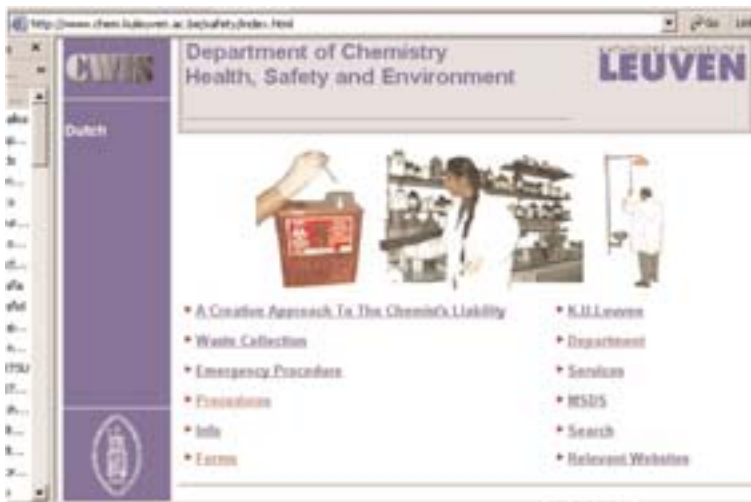 http://www.chem.kuleuven.ac.be/safety/index.html
Go
CWIS
Department of Chemistry
Health, Safety and Environment
LEUVEN
Dutch
A Creative Approach To The Chemist's Liability
Waste Collection
Emergency Procedure
Procedures
Info
Forms
K.U.Leuven
Department
Services
MSDS
Search
Relevant Websites